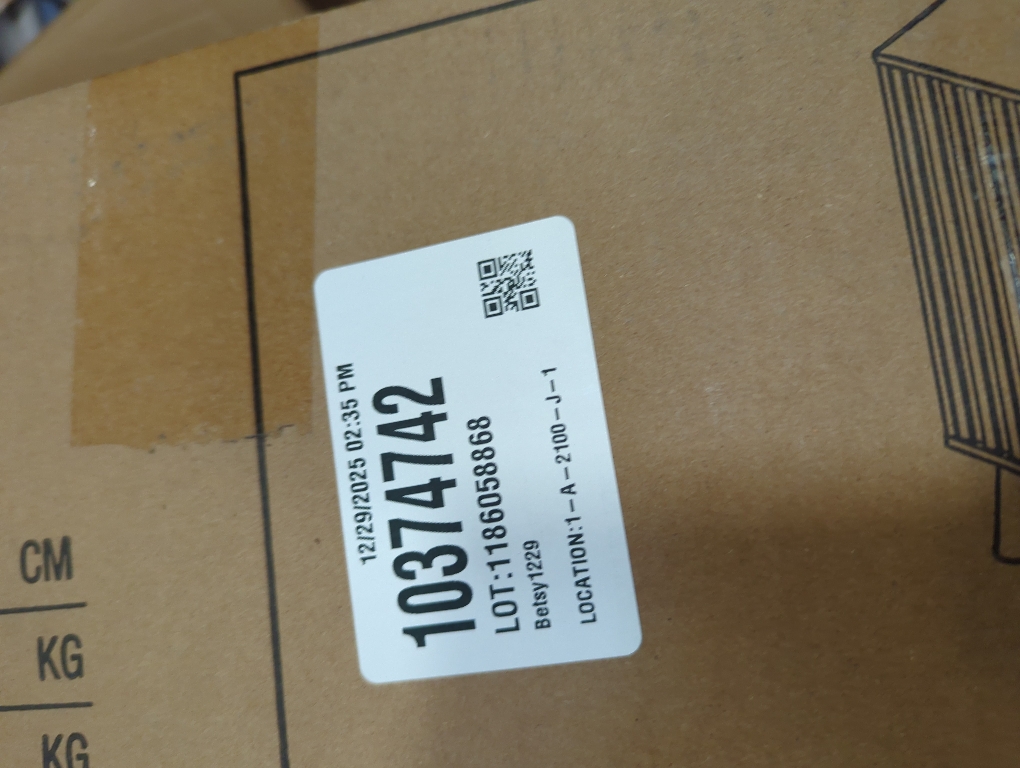 12/29/2025 02:35 PM
10374742
LOT:1186058868
Betsy1229
LOCATION:1-A-2100-J-1
CM
KG
KG